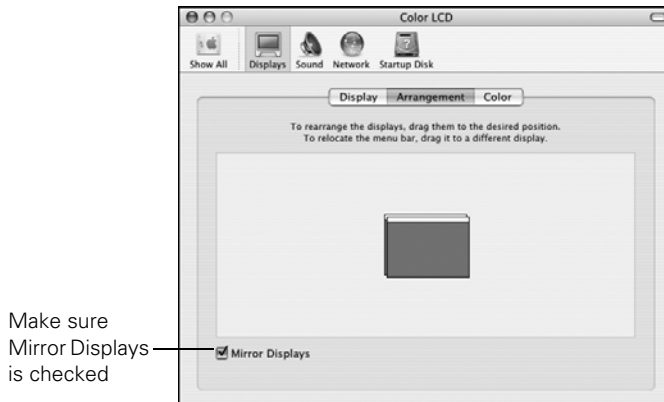 Color LCD
Show All Displays Sound Network Startup Disk
Display Arrangement Color
To rearrange the displays, drag them to the desired position.
To relocate the menu bar, drag it to a different display.
Make sure
Mirror Displays
is checked
Mirror Displays